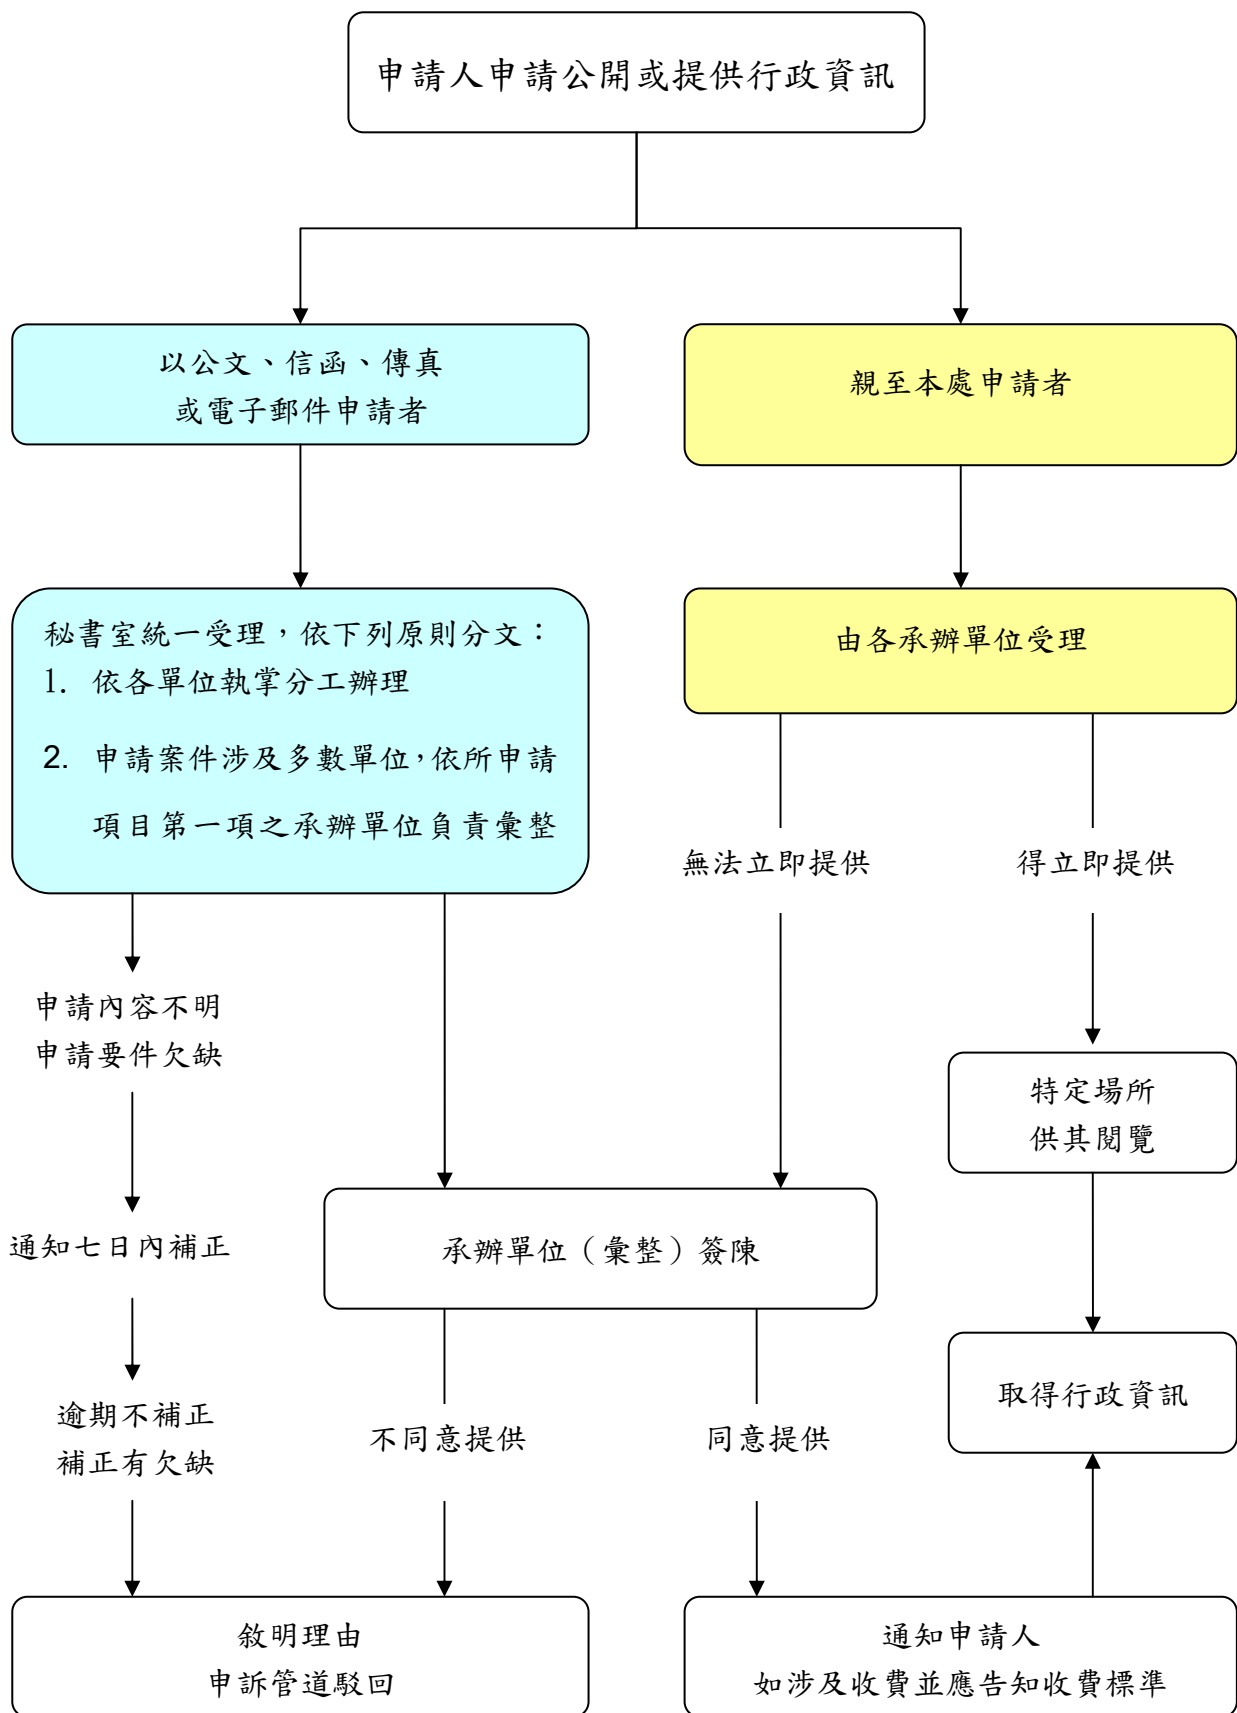 申請人申請公開或提供行政資訊
以公文、信函、傳真
或電子郵件申請者
親至本處申請者
秘書室統一受理，依下列原則分文：
1. 依各單位執掌分工辦理
2. 申請案件涉及多數單位，依所申請
項目第一項之承辦單位負責彙整
由各承辦單位受理
無法立即提供
得立即提供
申請內容不明
申請要件欠缺
特定場所
供其閱覽
通知七日內補正
承辦單位（彙整）簽陳
取得行政資訊
逾期不補正
補正有欠缺
不同意提供
同意提供
敘明理由
申訴管道駁回
通知申請人
如涉及收費並應告知收費標準